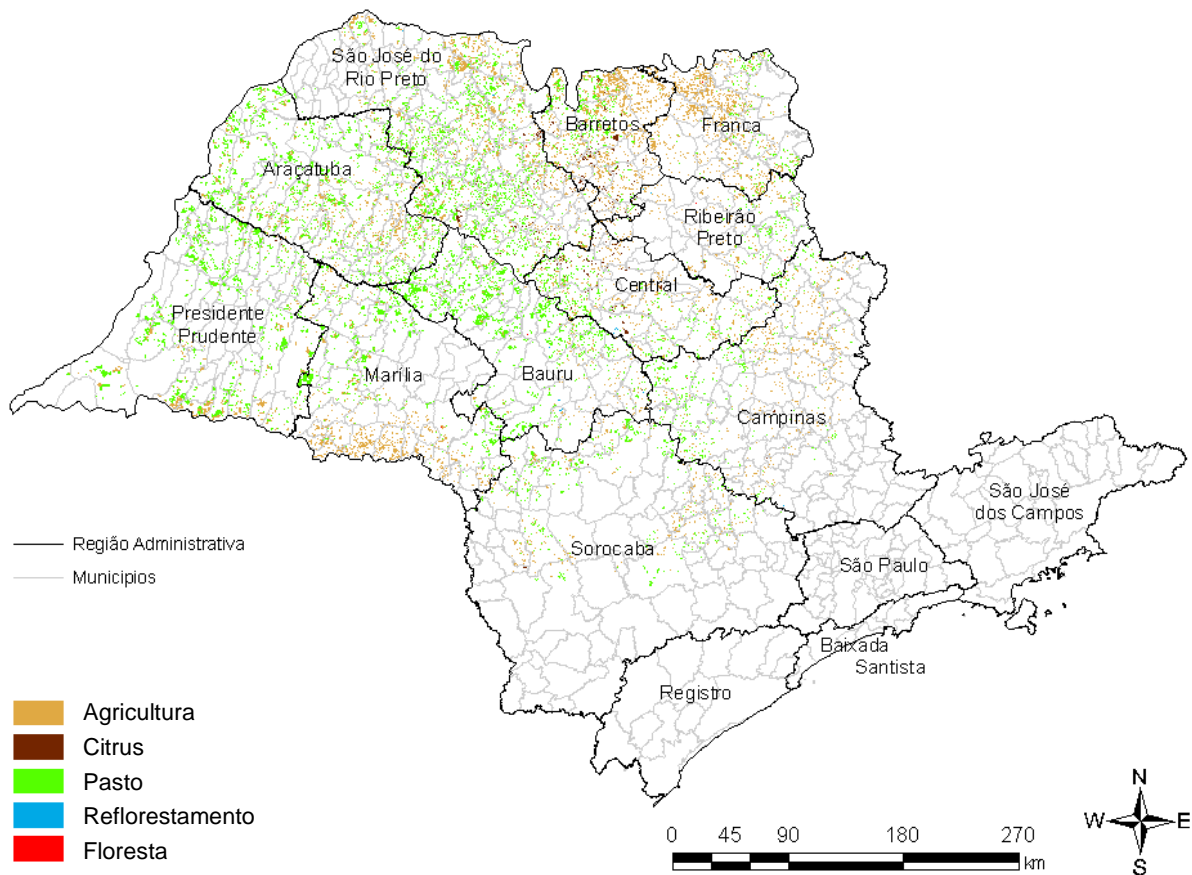 São José do
Rio Preto
Barretos
Franca
Araçatuba
Ribeirão
Preto
Central
Presidente
Prudente
Marília
Bauru
Campinas
São José
dos Campos
Sorocaba
São Paulo
Baixada
Santista
Registro
Região Administrativa
Municipios
Agricultura
Citrus
Pasto
Reflorestamento
Floresta
0 45 90 180 270
km
N
W E
S